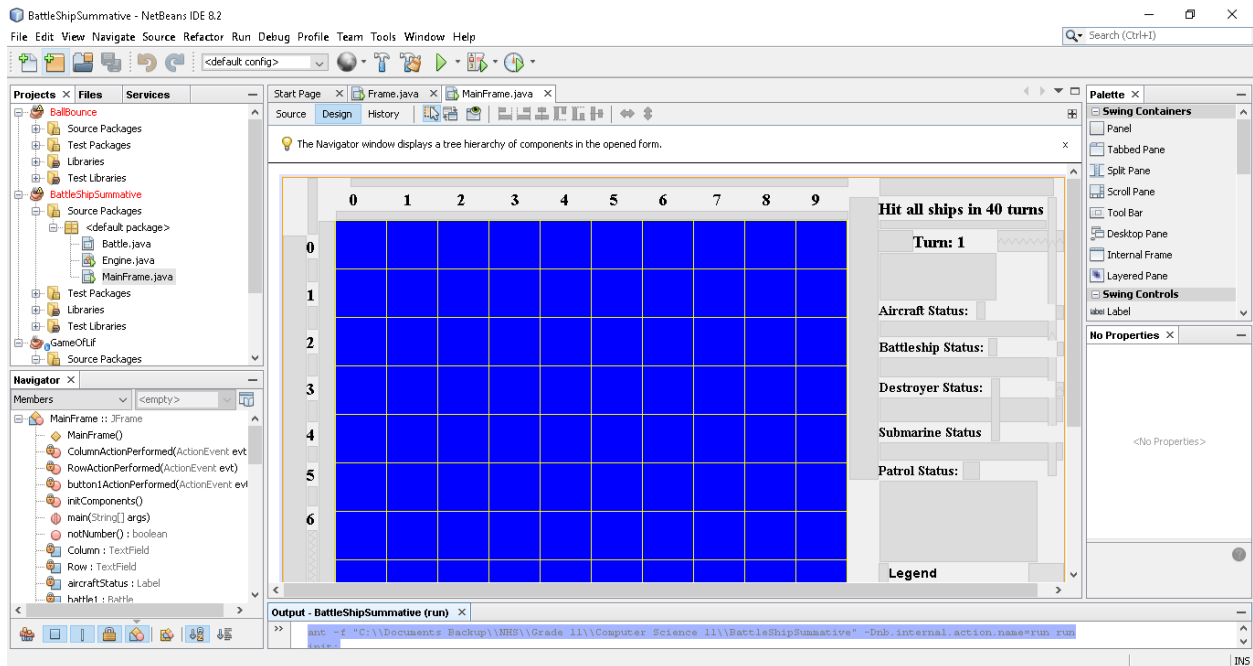 BattleShipSummative - NetBeans IDE 8.2
File Edit View Navigate Source Refactor Run Debug Profile Team Tools Window Help
Search (Ctrl+I)
<default config>
Projects Files Services
BallBounce
Source Packages
Test Packages
Libraries
Test Libraries
BattleShipSummative
Source Packages
<default package>
Battle.java
Engine.java
MainFrame.java
Test Packages
Libraries
Test Libraries
GameOfLif
Source Packages
Navigator
Members <empty>
MainFrame :: JFrame
MainFrame()
ColumnActionPerformed(ActionEvent evt
RowActionPerformed(ActionEvent evt)
button1ActionPerformed(ActionEvent evt
initComponents()
main(String[] args)
notNumber() : boolean
Column : TextField
Row : TextField
aircraftStatus : Label
battle1 : Battle
Start Page Frame.java MainFrame.java
Source Design History
The Navigator window displays a tree hierarchy of components in the opened form. x
0 1 2 3 4 5 6 7 8 9
0
1
2
3
4
5
6
Hit all ships in 40 turns
Turn: 1
Aircraft Status:
Battleship Status:
Destroyer Status:
Submarine Status
Patrol Status:
Legend
Output - BattleShipSummative (run)
ant -f "C:\\Documents Backup\\NHS\\Grade 11\\Computer Science 11\\BattleShipSummative" -Dnb.internal.action.name=run run
init:
Palette
Swing Containers
Panel
Tabbed Pane
Split Pane
Scroll Pane
Tool Bar
Desktop Pane
Internal Frame
Layered Pane
Swing Controls
label Label
No Properties
<No Properties>
INS